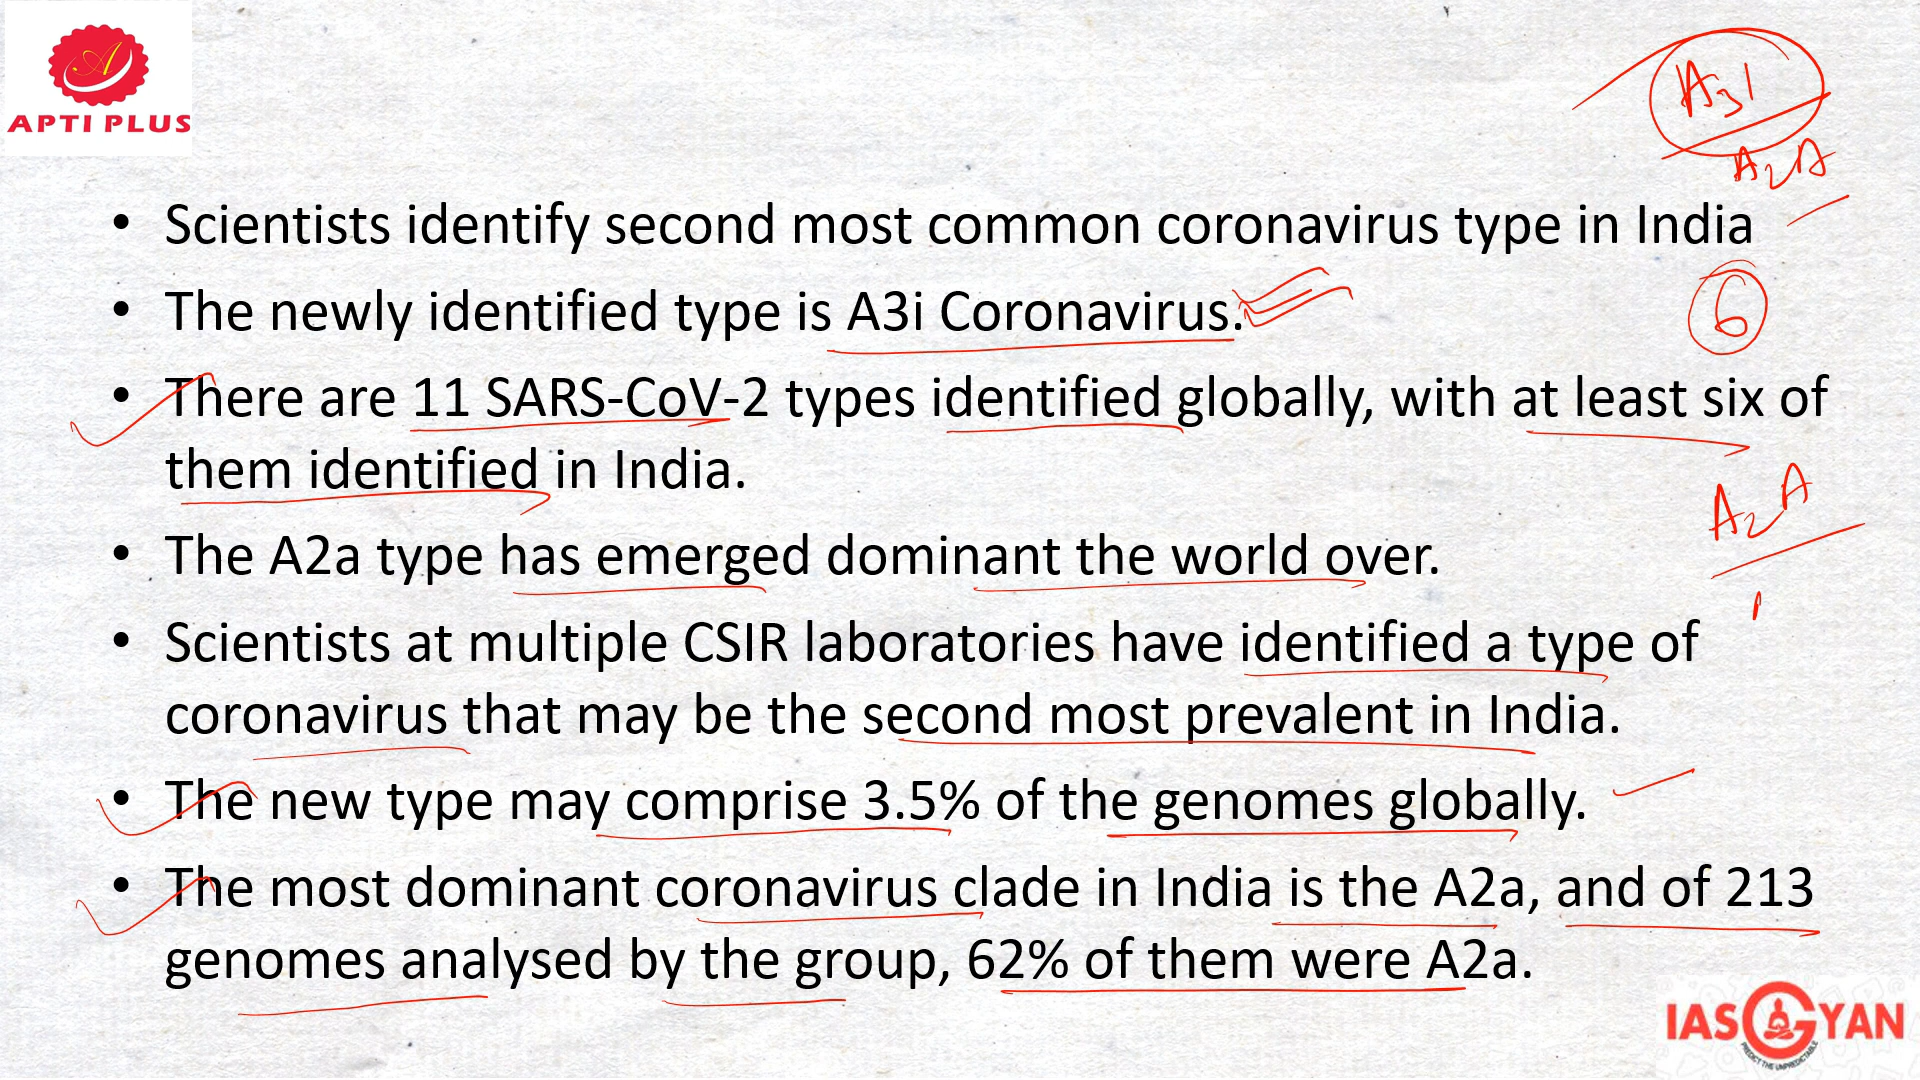 APTI PLUS
A31
A2A
• Scientists identify second most common coronavirus type in India
• The newly identified type is A3i Coronavirus.
6
• There are 11 SARS-CoV-2 types identified globally, with at least six of
them identified in India.
A2A
• The A2a type has emerged dominant the world over.
• Scientists at multiple CSIR laboratories have identified a type of
coronavirus that may be the second most prevalent in India.
• The new type may comprise 3.5% of the genomes globally.
• The most dominant coronavirus clade in India is the A2a, and of 213
genomes analysed by the group, 62% of them were A2a.
IASGYAN
PREDICT THE UNPREDICTABLE